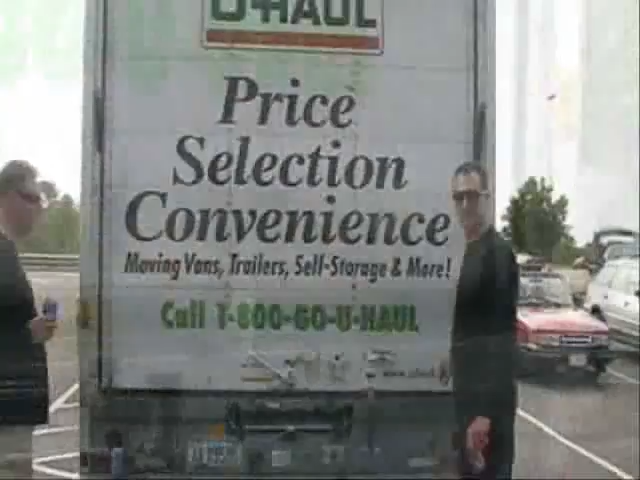 U-HAUL
Price
Selection
Convenience
Moving Vans, Trailers, Self-Storage & More!
Call 1-800-GO-U-HAUL